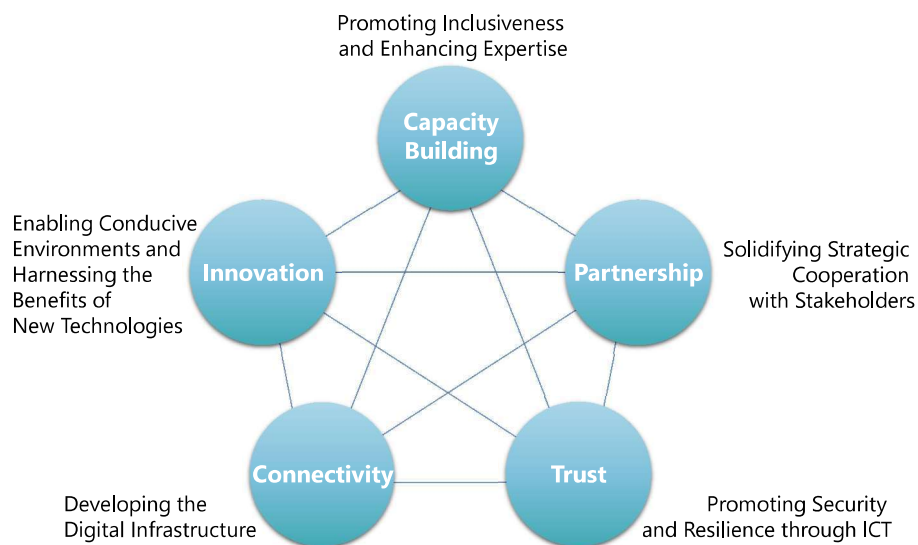 Promoting Inclusiveness
and Enhancing Expertise
Capacity
Building
Enabling Conducive
Environments and
Harnessing the
Benefits of
New Technologies
Innovation
Partnership
Solidifying Strategic
Cooperation
with Stakeholders
Connectivity
Developing the
Digital Infrastructure
Trust
Promoting Security
and Resilience through ICT